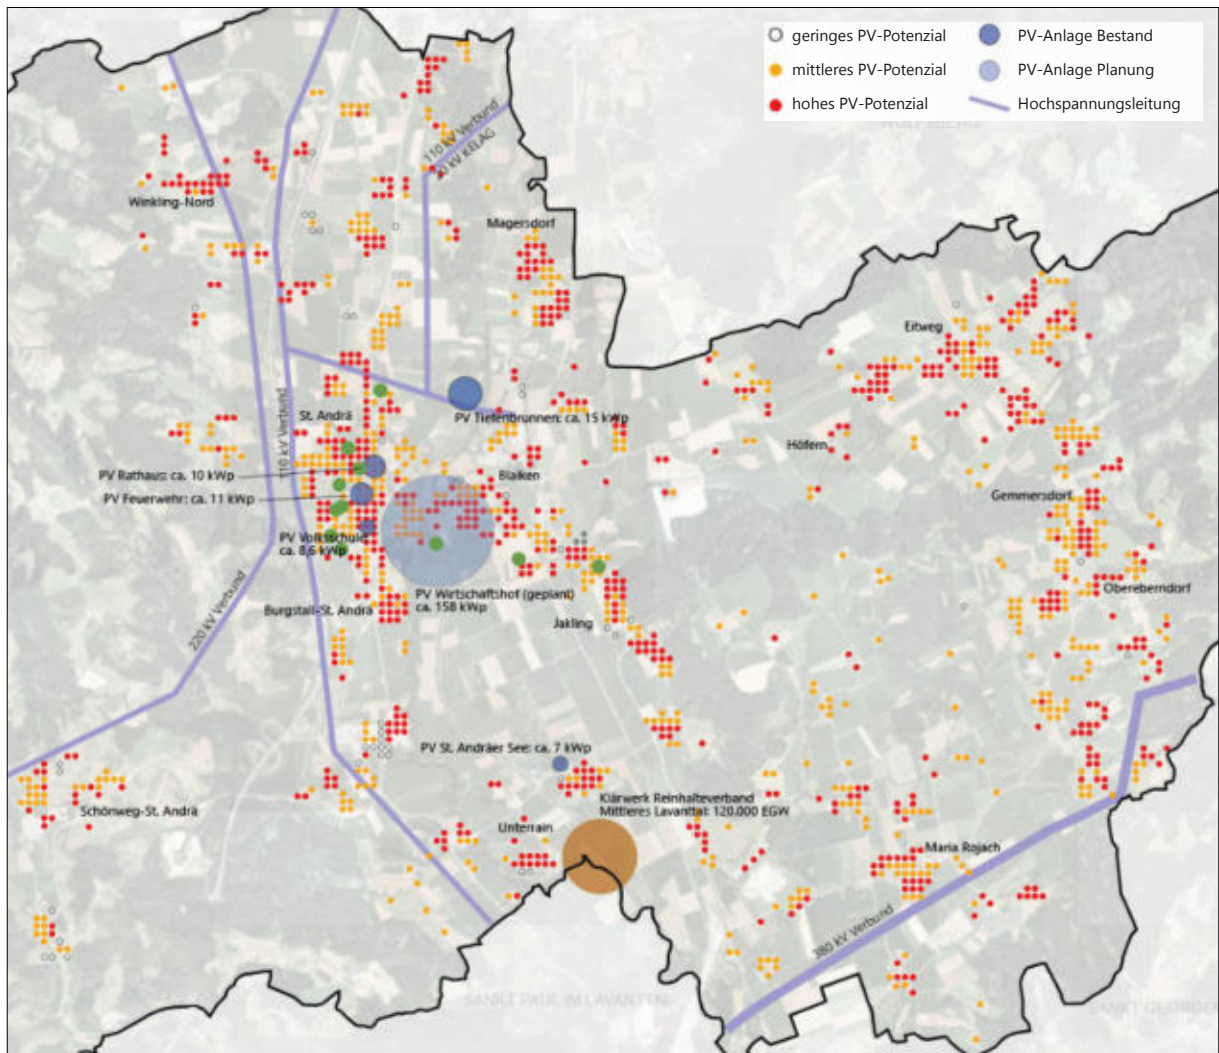 geringes PV-Potenzial
mittleres PV-Potenzial
hohes PV-Potenzial
PV-Anlage Bestand
PV-Anlage Planung
Hochspannungsleitung
110 kV Verbund
Winkling-Nord
Magersdorf
Eitweg
110 kV Verbund
St. Andrä
PV Tiefenbrunnen: ca. 15 kWp
Höfern
PV Rathaus: ca. 10 kWp
Blaiken
PV Feuerwehr: ca. 11 kWp
Gemmersdorf
PV Volksschule:
ca. 8,6 kWp
220 kV Verbund
PV Wirtschaftshof (geplant)
ca. 158 kWp
Obereberndorf
Burgstall-St. Andrä
Jakling
PV St. Andräer See: ca. 7 kWp
Klärwerk Reinhalteverband
Mittleres Lavanttal: 120.000 EGW
Schönweg-St. Andrä
Unterrain
Maria Rojach
380 kV Verbund
SANKT PAUL IM LAVANTTAL